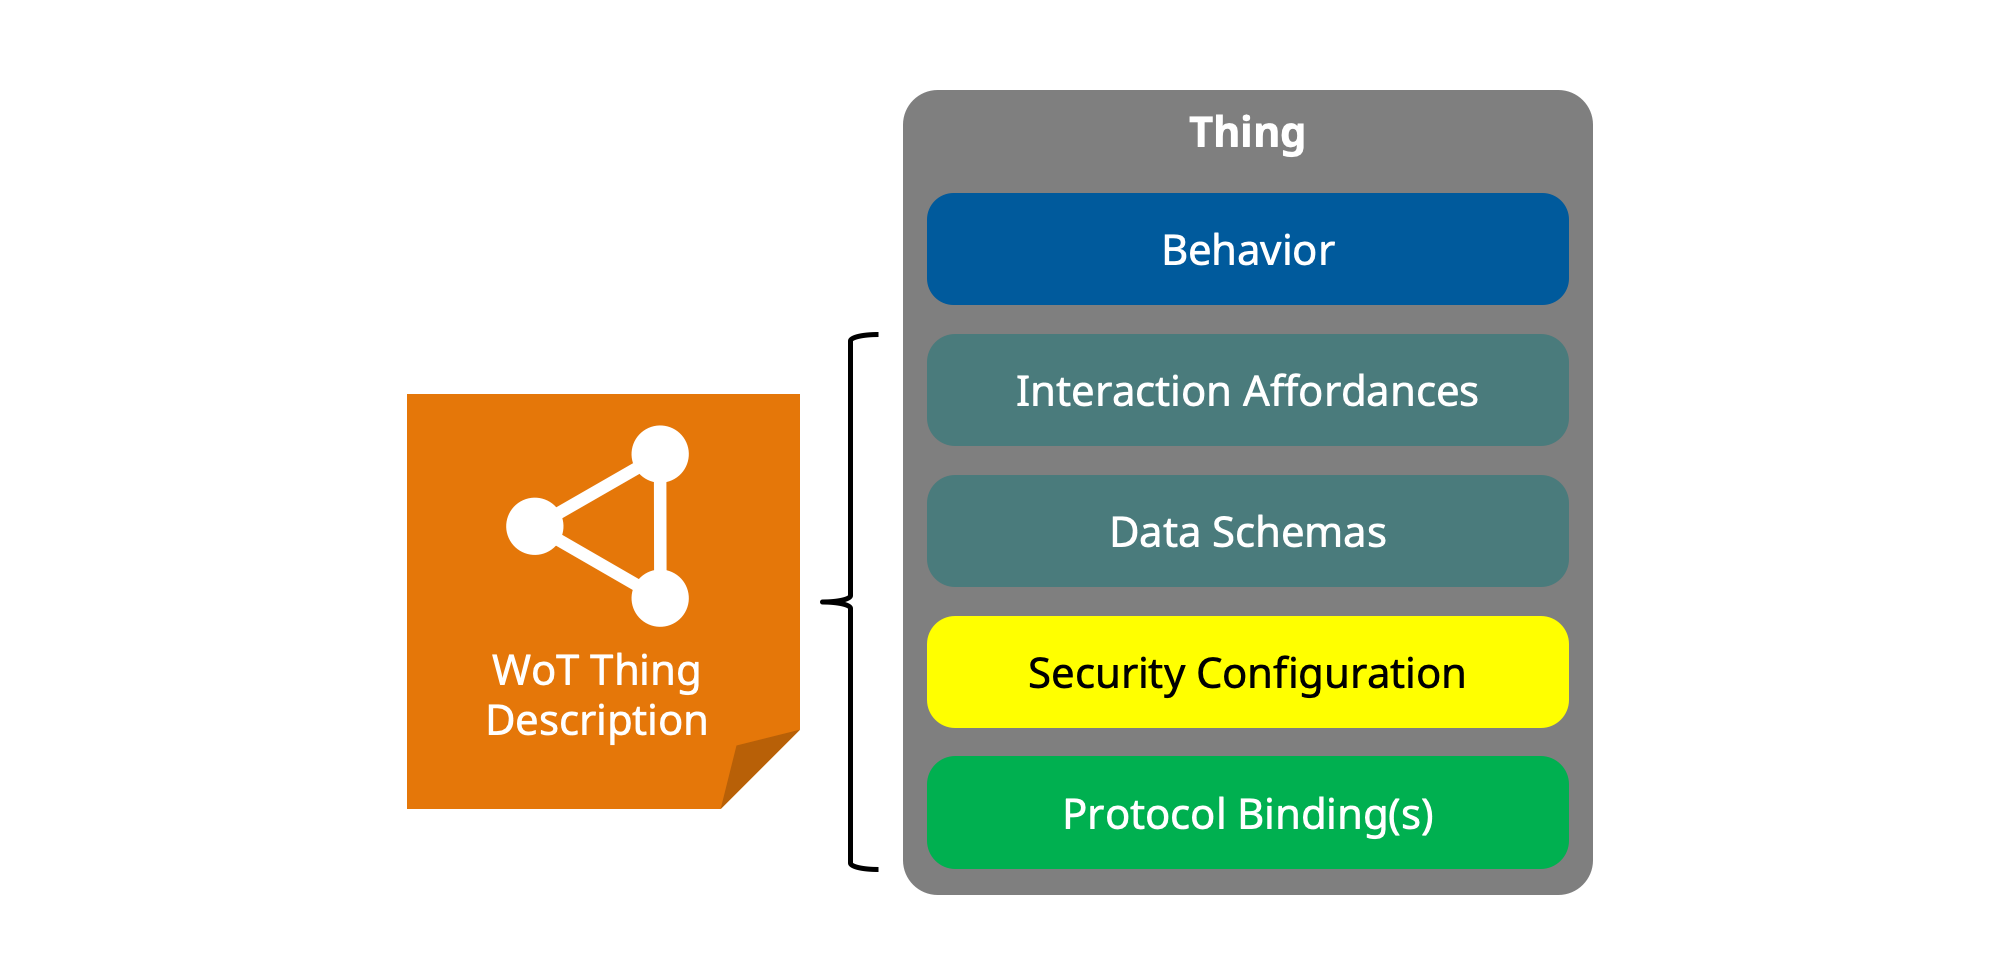 Thing
Behavior
Interaction Affordances
Data Schemas
Security Configuration
Protocol Binding(s)
WoT Thing
Description